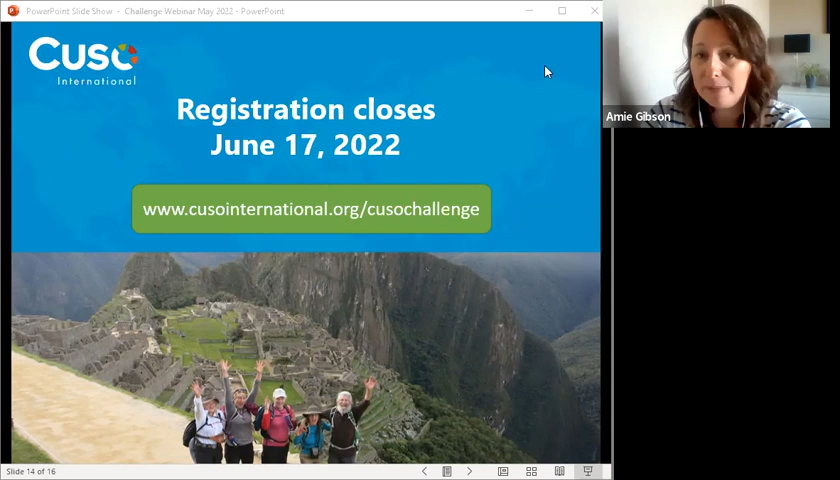 PowerPoint Slide Show - Challenge Webinar May 2022 - PowerPoint
Cuso
International
Registration closes
June 17, 2022
www.cusointernational.org/cusochallenge
Amie Gibson
Slide 14 of 16